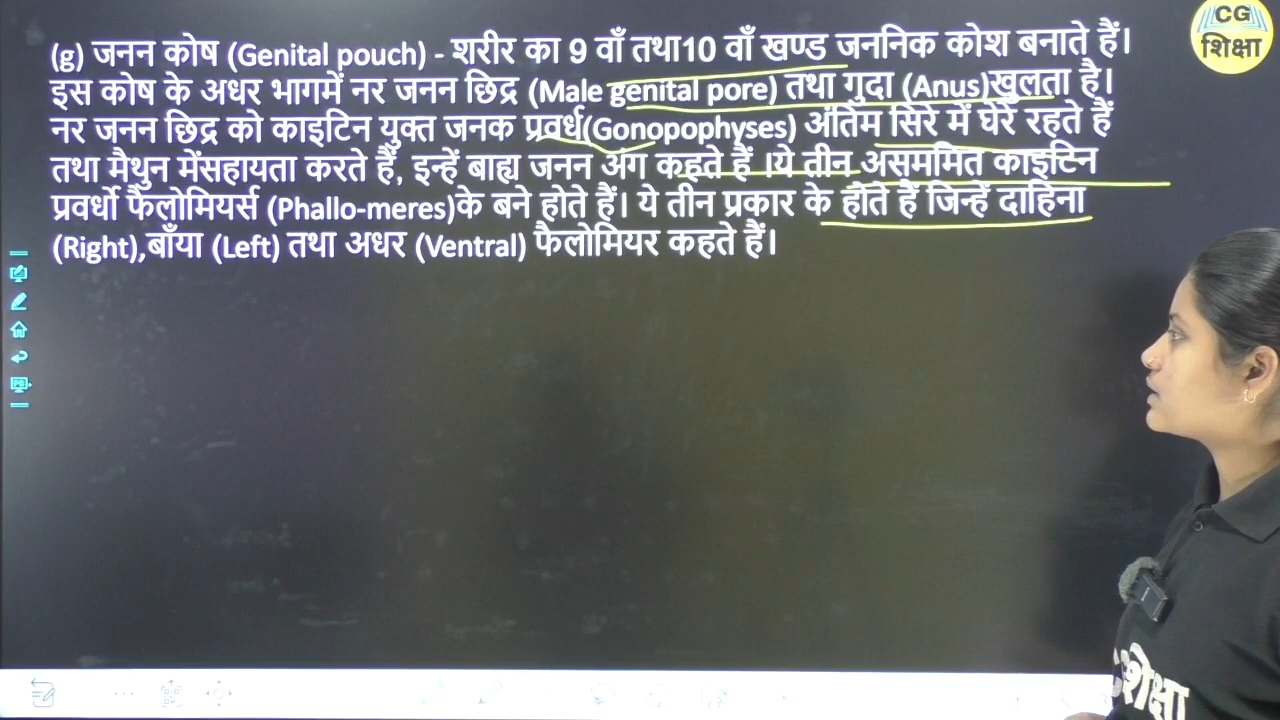 (g) जनन कोष (Genital pouch) - शरीर का 9 वाँ तथा10 वाँ खण्ड जननिक कोश बनाते हैं।
इस कोष के अधर भागमें नर जनन छिद्र (Male genital pore) तथा गुदा (Anus)खुलता है।
नर जनन छिद्र को काइटिन युक्त जनक प्रवर्ध(Gonopophyses) अंतिम सिरे में घेरे रहते हैं
तथा मैथुन मेंसहायता करते हैं, इन्हें बाह्य जनन अंग कहते हैं ।ये तीन असममित काइटिन
प्रवर्धो फैलोमियर्स (Phallo-meres)के बने होते हैं। ये तीन प्रकार के होते हैं जिन्हें दाहिना
(Right),बाँया (Left) तथा अधर (Ventral) फैलोमियर कहते हैं।
CG
शिक्षा